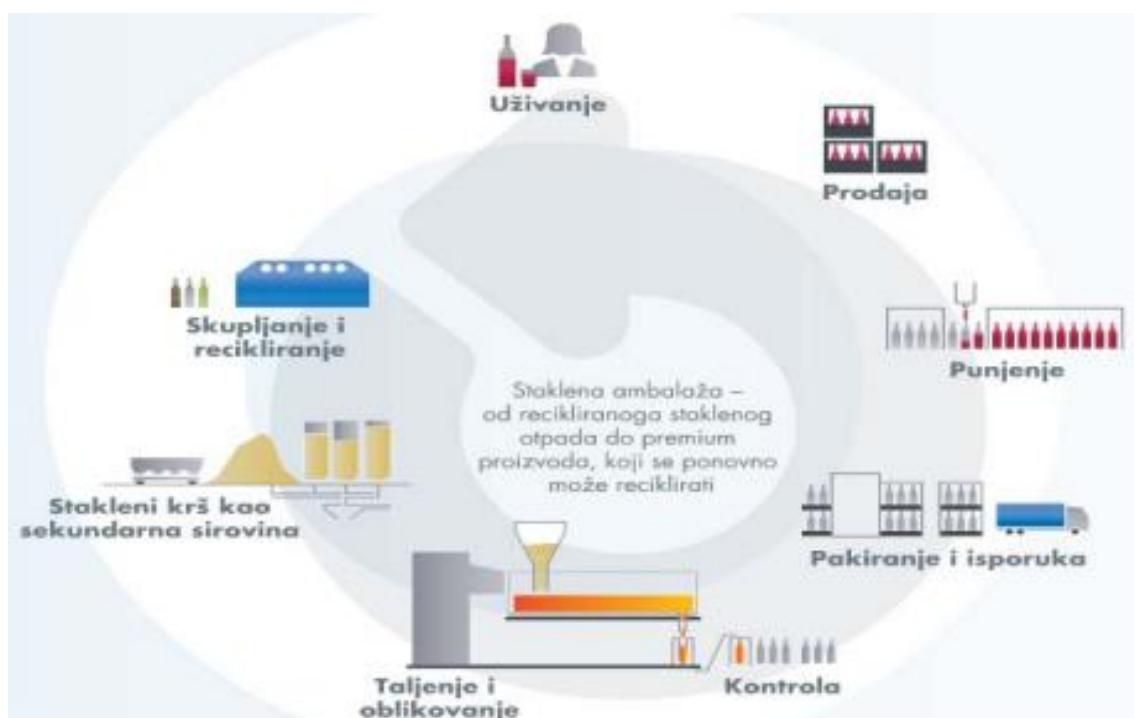 Uživanje
Prodaja
Skupljanje i
recikliranje
Punjenje
Staklena ambalaža –
od recikliranoga staklenog
otpada do premium
proizvoda, koji se ponovno
može reciklirati
Stakleni krš kao
sekundarna sirovina
Pakiranje i isporuka
Taljenje i
oblikovanje
Kontrola